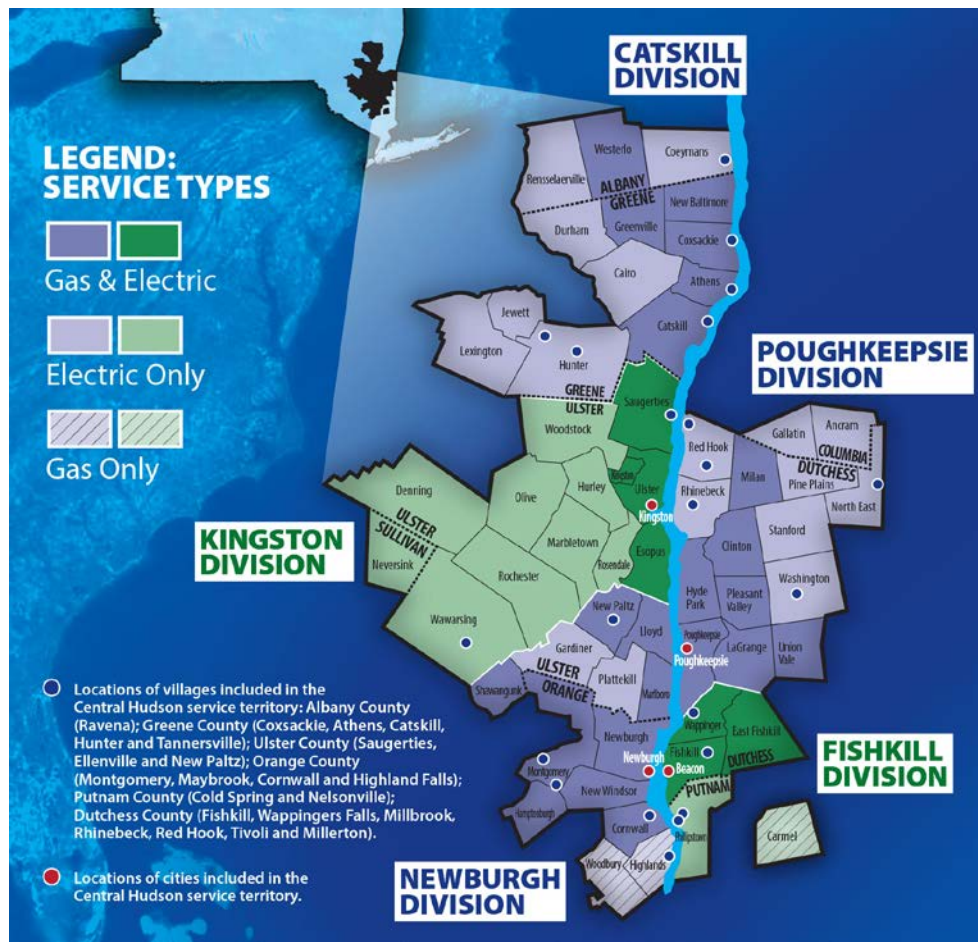 CATSKILL
DIVISION
LEGEND:
SERVICE TYPES
Gas & Electric
Electric Only
Gas Only
Westerlo
Coeymans
Rensselaerville
ALBANY
GREENE
New Baltimore
Durham
Greenville
Coxsackie
Cairo
Athens
Jewett
Catskill
Lexington
Hunter
GREENE
ULSTER
POUGHKEEPSIE
DIVISION
Saugerties
Woodstock
Red Hook
Gallatin
Ancram
COLUMBIA
DUTCHESS
Pine Plains
Milan
North East
Kingston
Ulster
Rhinebeck
Denning
Olive
Hurley
Kingston
Stanford
ULSTER
SULLIVAN
KINGSTON
DIVISION
Marbletown
Esopus
Clinton
Neversink
Rochester
Rosendale
Washington
Hyde
Park
Pleasant
Valley
Wawarsing
New Paltz
Lloyd
Poughkeepsie
Poughkeepsie
LaGrange
Union
Vale
Gardiner
ULSTER
ORANGE
Plattekill
Shawangunk
Marlboro
Wappinger
East Fishkill
Newburgh
Fishkill
DUTCHESS
FISHKILL
DIVISION
Newburgh
Beacon
Montgomery
PUTNAM
New Windsor
Hamptonburgh
Cornwall
Philipstown
Carmel
Woodbury
Highlands
NEWBURGH
DIVISION
Locations of villages included in the
Central Hudson service territory: Albany County
(Ravena); Greene County (Coxsackie, Athens, Catskill,
Hunter and Tannersville); Ulster County (Saugerties,
Ellenville and New Paltz); Orange County
(Montgomery, Maybrook, Cornwall and Highland Falls);
Putnam County (Cold Spring and Nelsonville);
Dutchess County (Fishkill, Wappingers Falls, Millbrook,
Rhinebeck, Red Hook, Tivoli and Millerton).
Locations of cities included in the
Central Hudson service territory.